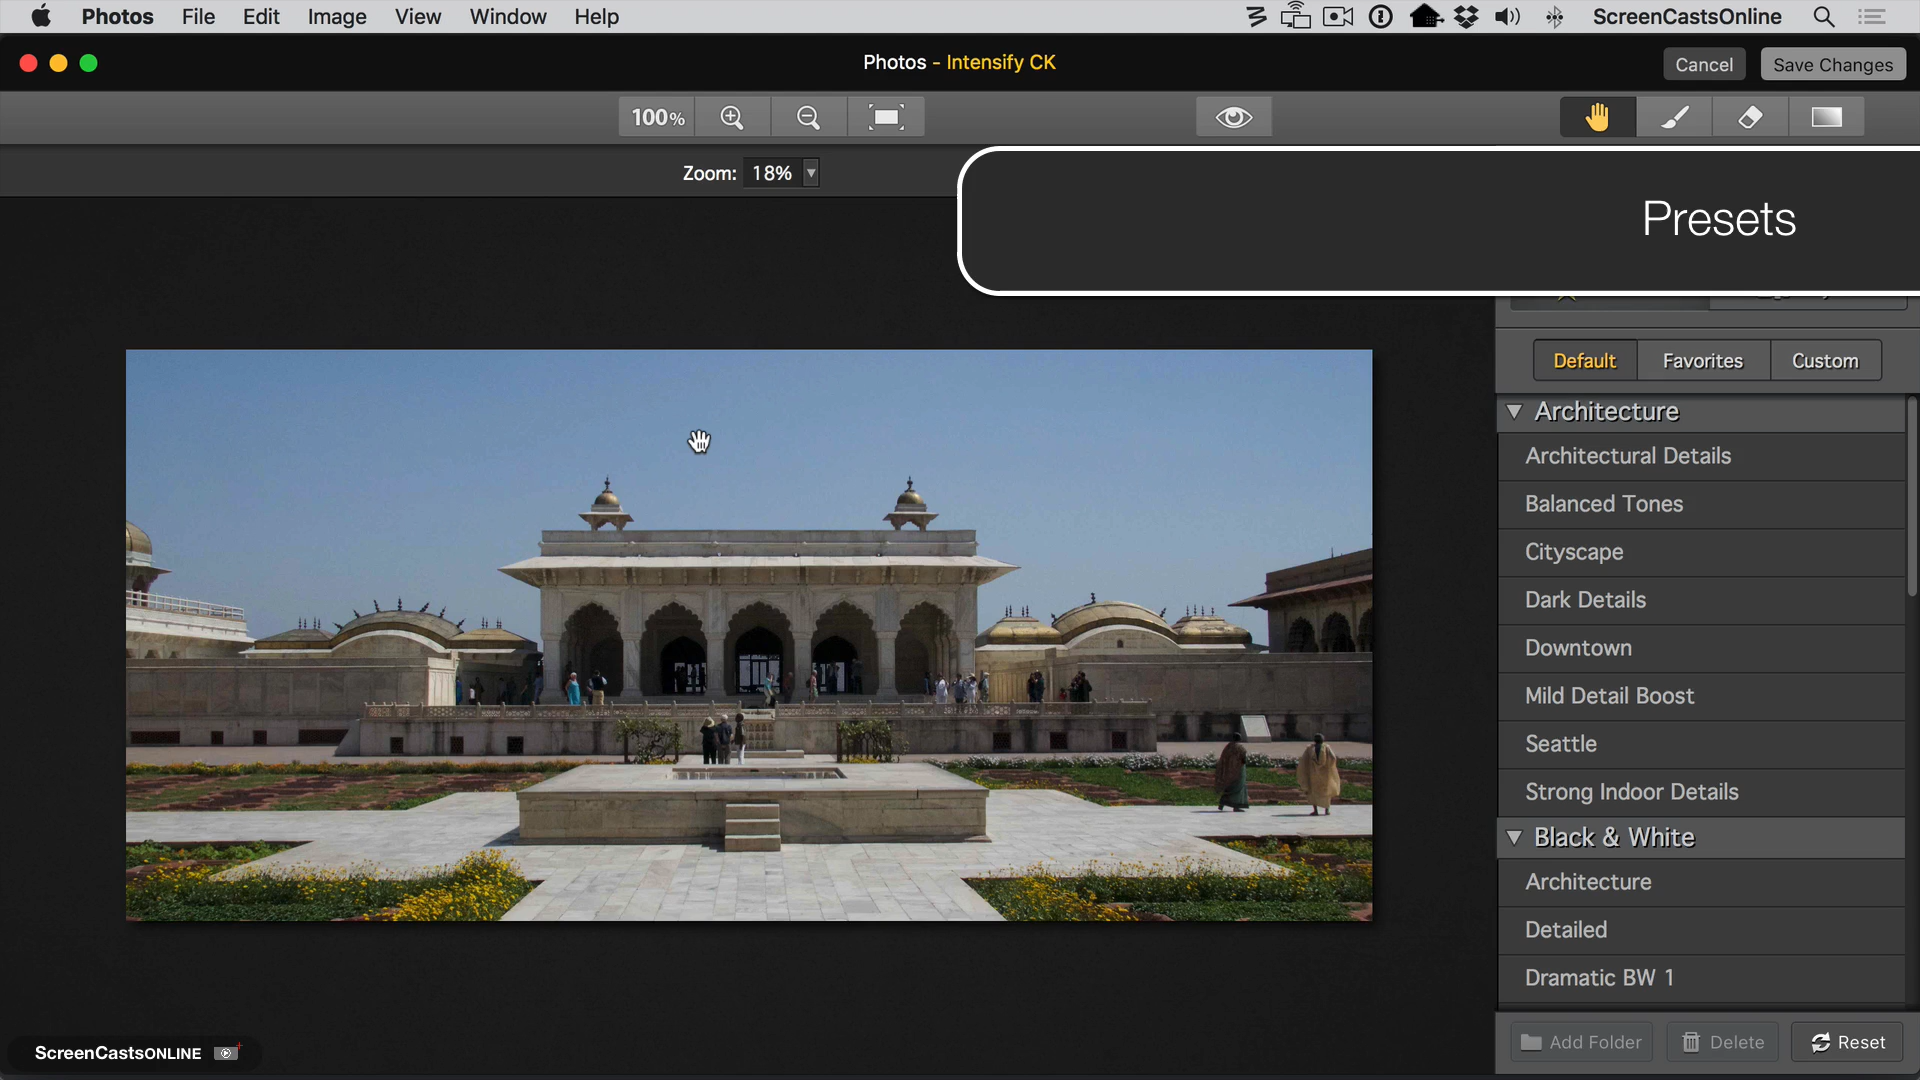 Photos File Edit Image View Window Help ScreenCastsOnline
Photos - Intensify CK
Cancel Save Changes
100%
Zoom: 18%
Presets
Default Favorites Custom
Architecture
Architectural Details
Balanced Tones
Cityscape
Dark Details
Downtown
Mild Detail Boost
Seattle
Strong Indoor Details
Black & White
Architecture
Detailed
Dramatic BW 1
Add Folder Delete Reset
ScreenCastsONLINE